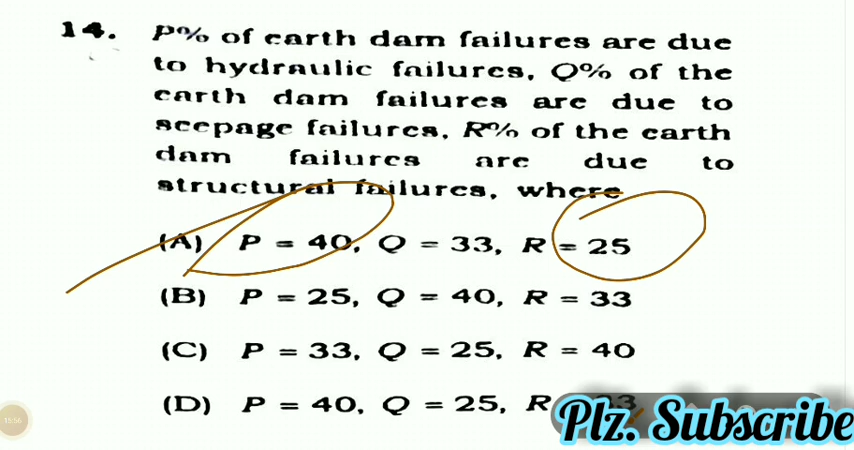 14. P% of earth dam failures are due
to hydraulic failures, Q% of the
earth dam failures are due to
seepage failures, R% of the earth
dam failures are due to
structural failures, where
(A) P = 40, Q = 33, R = 25
(B) P = 25, Q = 40, R = 33
(C) P = 33, Q = 25, R = 40
(D) P = 40, Q = 25, R
Plz. Subscribe
15:56